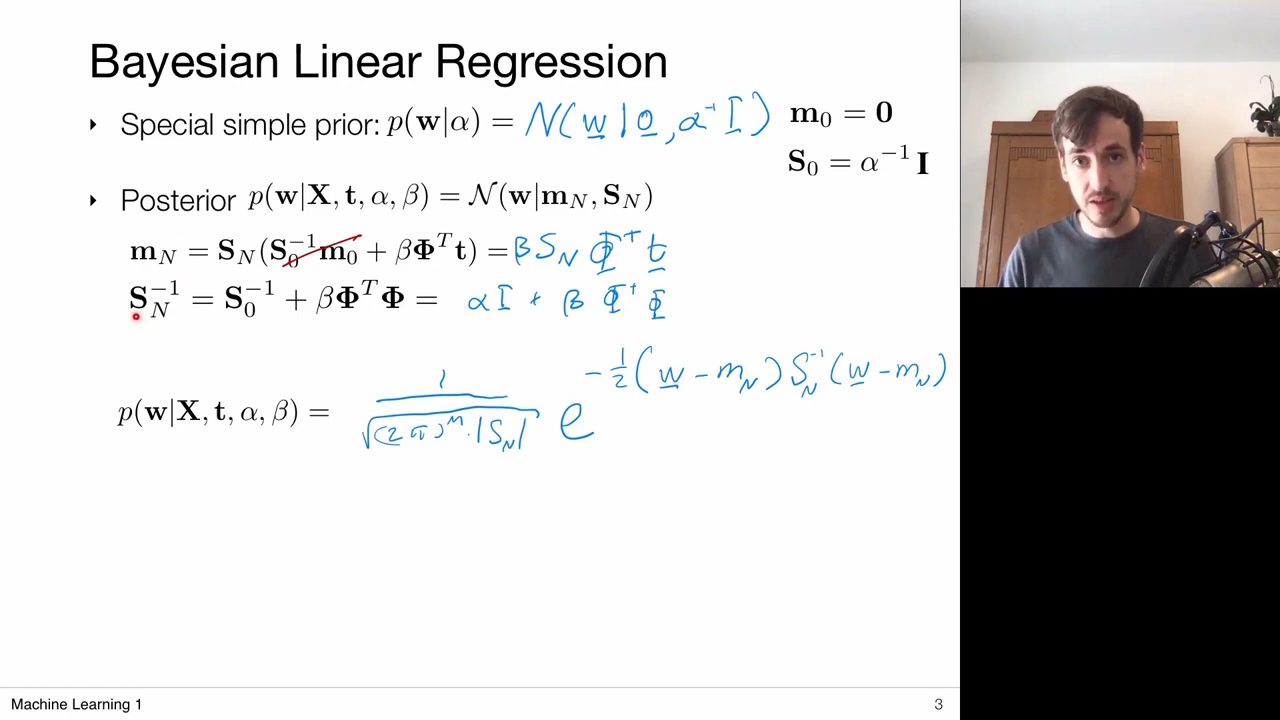 Bayesian Linear Regression
‣ Special simple prior: p(w|α) = N(w|0, α⁻¹I) m₀ = 0
S₀ = α⁻¹ I
‣ Posterior p(w|X, t, α, β) = N(w|m_N, S_N)
m_N = S_N(S₀⁻¹m₀ + βΦᵀt) = βS_N Φᵀ t
S_N⁻¹ = S₀⁻¹ + βΦᵀΦ = αI + β Φᵀ Φ
p(w|X, t, α, β) = 1/√((2π)^M · |S_N|) e^(-1/2 (w - m_N) S_N⁻¹ (w - m_N))
Machine Learning 1 3